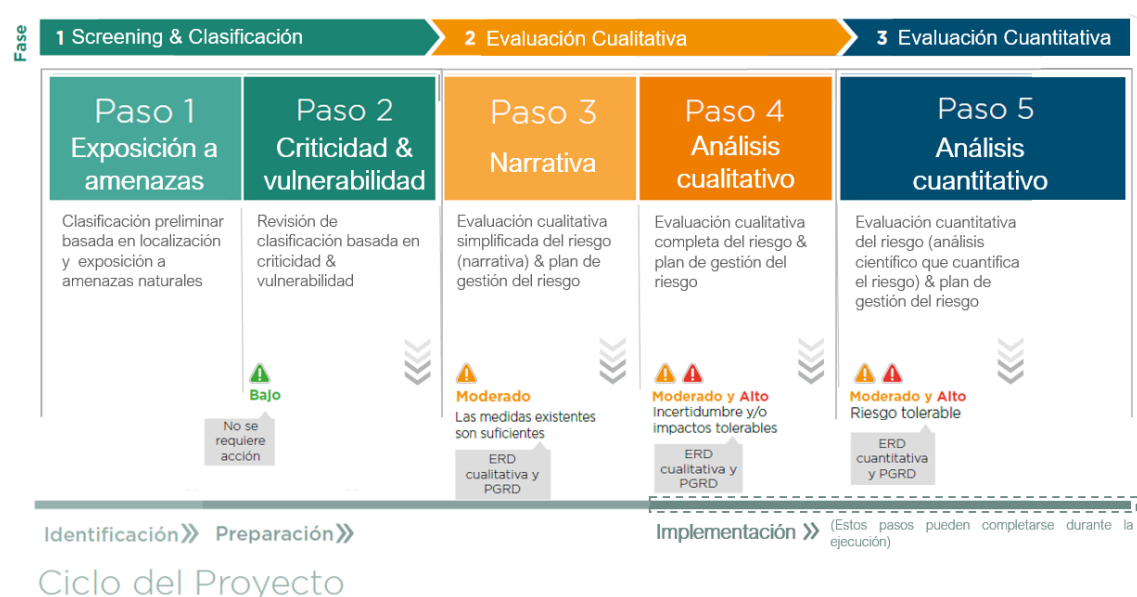 Fase
1 Screening & Clasificación
2 Evaluación Cualitativa
3 Evaluación Cuantitativa
Paso 1
Exposición a
amenazas
Paso 2
Criticidad &
vulnerabilidad
Paso 3
Narrativa
Paso 4
Análisis
cualitativo
Paso 5
Análisis
cuantitativo
Clasificación preliminar
basada en localización
y exposición a
amenazas naturales
Revisión de
clasificación basada en
criticidad &
vulnerabilidad
Evaluación cualitativa
simplificada del riesgo
(narrativa) & plan de
gestión del riesgo
Evaluación cualitativa
completa del riesgo &
plan de gestión del
riesgo
Evaluación cuantitativa
del riesgo (análisis
científico que cuantifica
el riesgo) & plan de
gestión del riesgo
Bajo
No se
requiere
acción
Moderado
Las medidas existentes
son suficientes
ERD
cualitativa y
PGRD
Moderado y Alto
Incertidumbre y/o
impactos tolerables
ERD
cualitativa y
PGRD
Moderado y Alto
Riesgo tolerable
ERD
cuantitativa
y PGRD
Identificación
Preparación
Implementación
(Estos pasos pueden completarse durante la
ejecución)
Ciclo del Proyecto